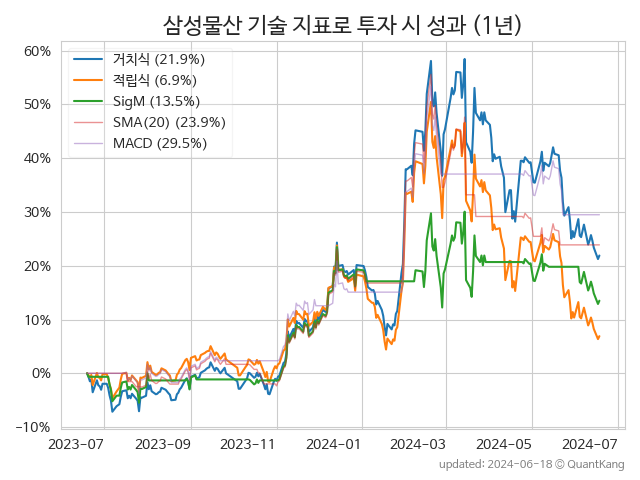 삼성물산 기술 지표로 투자 시 성과 (1년)
거치식 (21.9%)
적립식 (6.9%)
SigM (13.5%)
SMA(20) (23.9%)
MACD (29.5%)
60%
50%
40%
30%
20%
10%
0%
−10%
2023-07 2023-09 2023-11 2024-01 2024-03 2024-05 2024-07
updated: 2024-06-18 © QuantKang